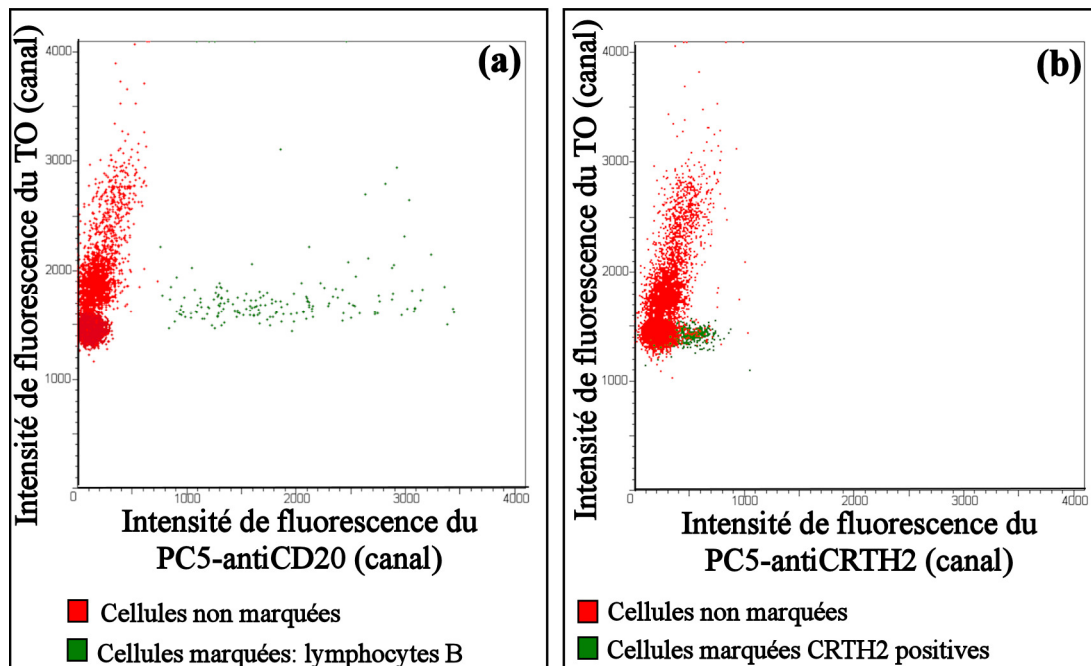 (a)
Intensité de fluorescence du TO (canal)
4000
3000
2000
1000
0
0 1000 2000 3000 4000
Intensité de fluorescence du
PC5-antiCD20 (canal)
Cellules non marquées
Cellules marquées: lymphocytes B
(b)
Intensité de fluorescence du TO (canal)
4000
3000
2000
1000
0
0 1000 2000 3000 4000
Intensité de fluorescence du
PC5-antiCRTH2 (canal)
Cellules non marquées
Cellules marquées CRTH2 positives